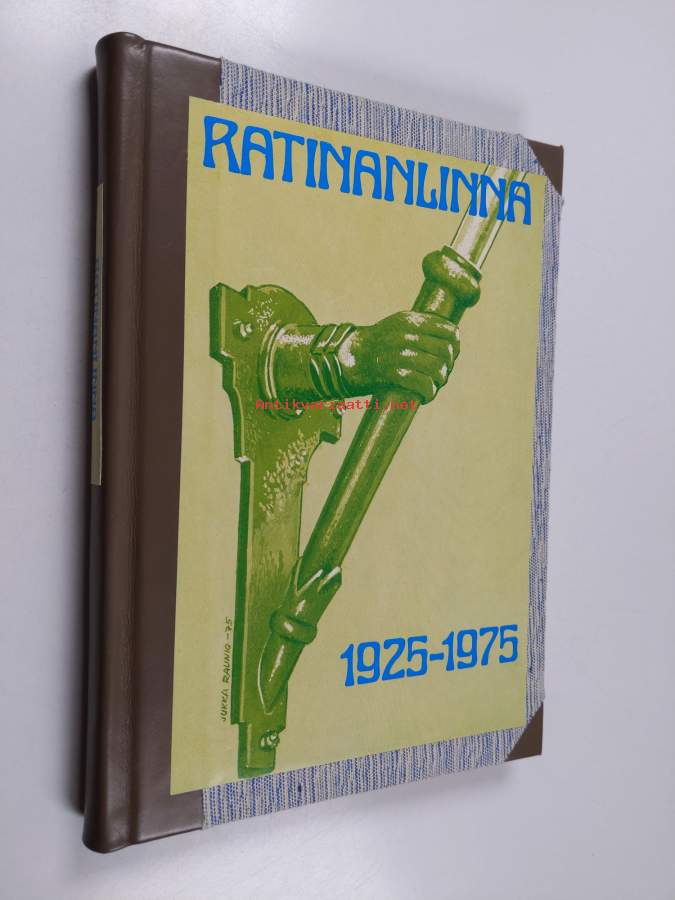 RATINANLINNA
Antikvariaatti.net
1925-1975
JUKKA RAUNIO -75